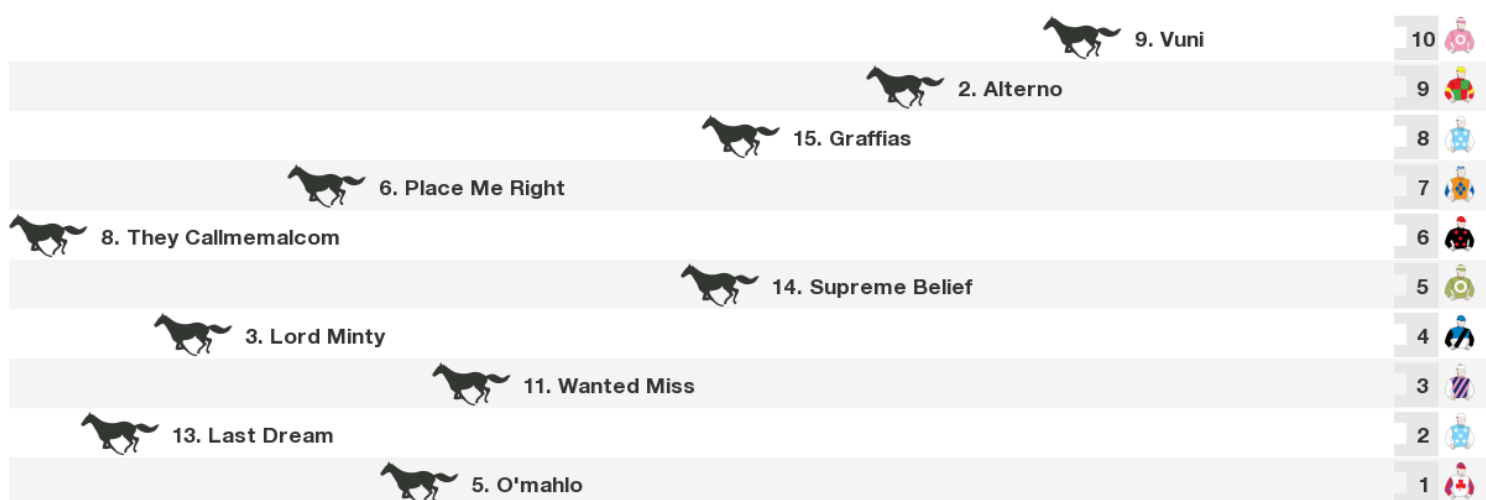 9. Vuni 10
2. Alterno 9
15. Graffias 8
6. Place Me Right 7
8. They Callmemalcom 6
14. Supreme Belief 5
3. Lord Minty 4
11. Wanted Miss 3
13. Last Dream 2
5. O'mahlo 1